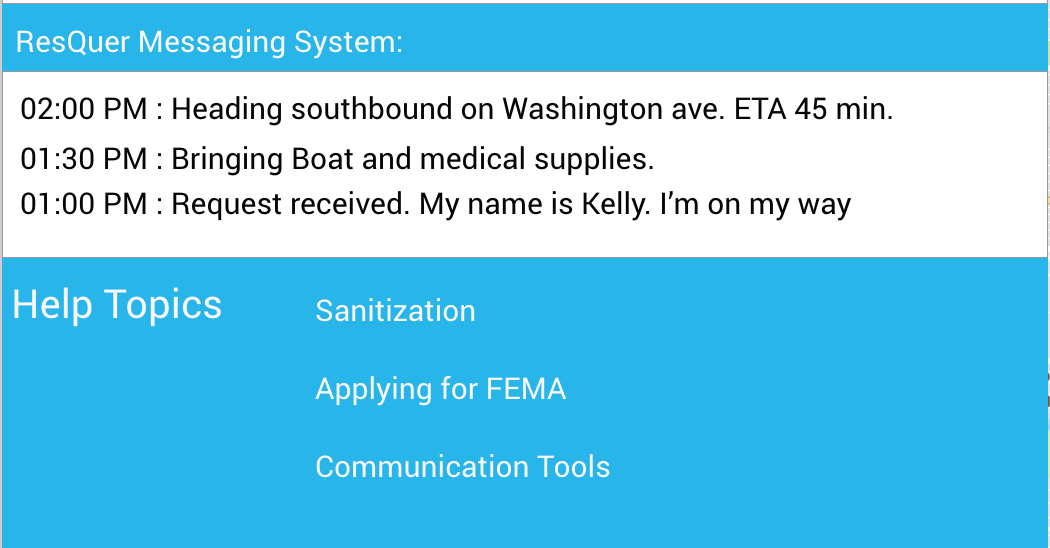 ResQuer Messaging System:
02:00 PM : Heading southbound on Washington ave. ETA 45 min.
01:30 PM : Bringing Boat and medical supplies.
01:00 PM : Request received. My name is Kelly. I’m on my way
Help Topics
Sanitization
Applying for FEMA
Communication Tools